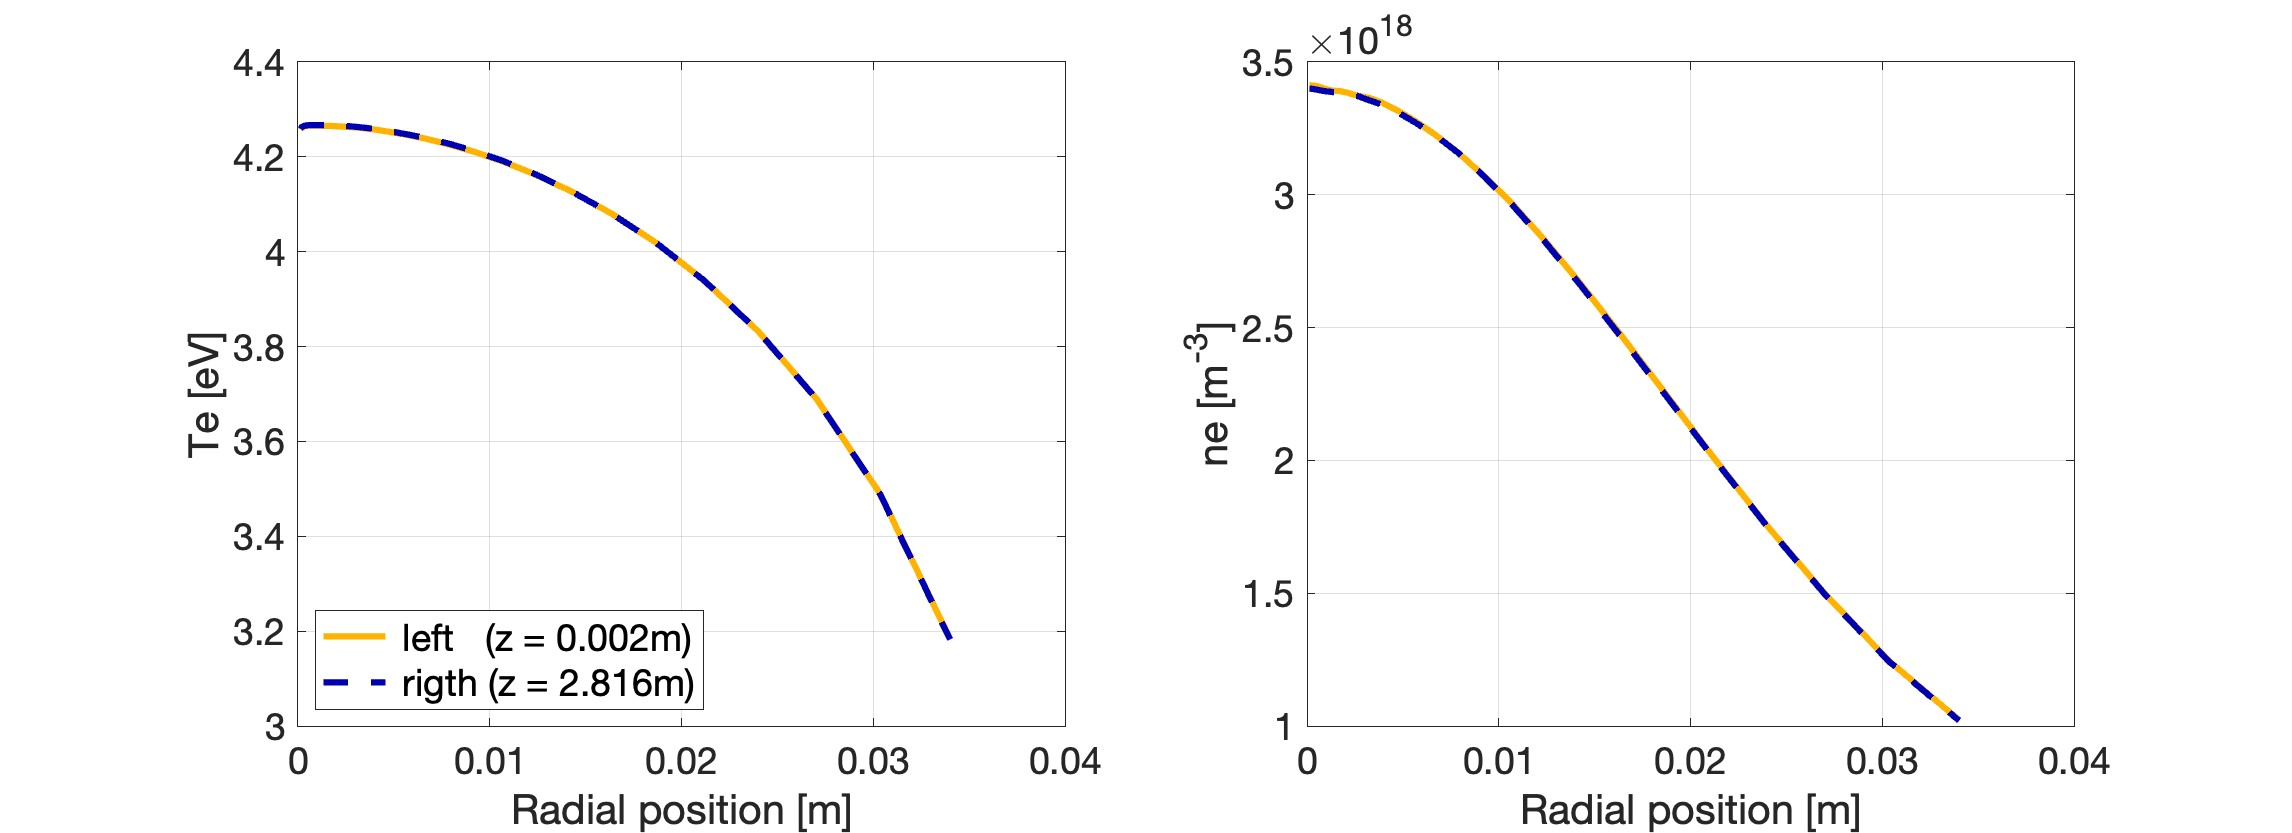 4.4
4.2
4
3.8
3.6
3.4
3.2
3
Te [eV]
left (z = 0.002m)
rigth (z = 2.816m)
0 0.01 0.02 0.03 0.04
Radial position [m]
×10^18
3.5
3
2.5
2
1.5
1
ne [m^-3]
0 0.01 0.02 0.03 0.04
Radial position [m]